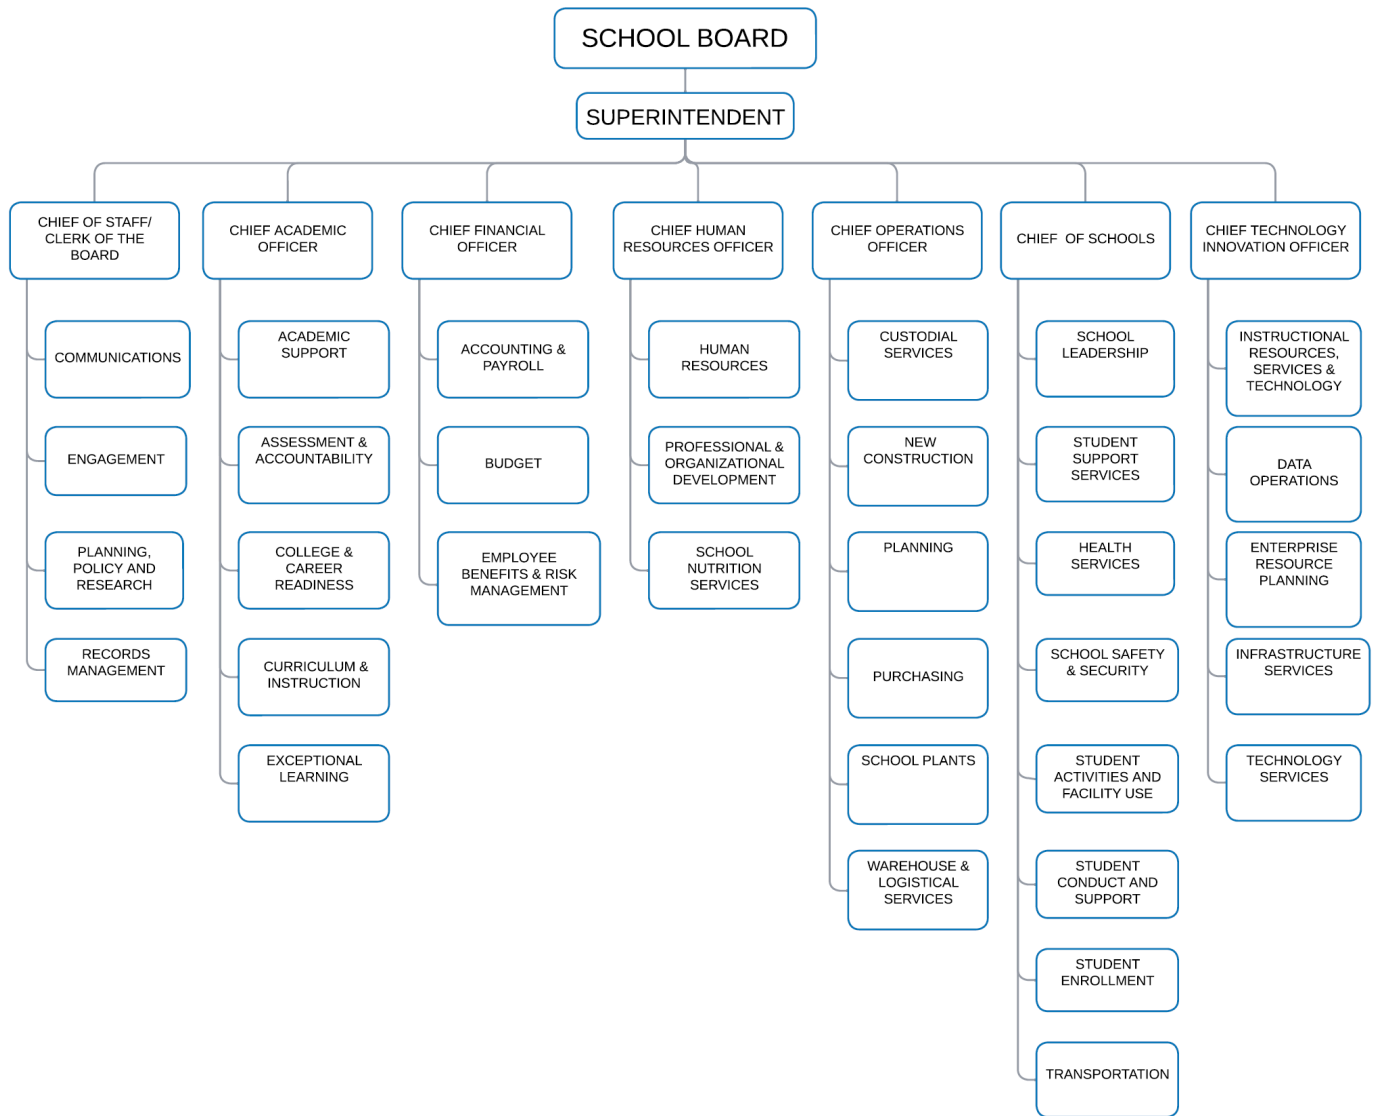 SCHOOL BOARD
SUPERINTENDENT
CHIEF OF STAFF/
CLERK OF THE
BOARD
COMMUNICATIONS
ENGAGEMENT
PLANNING,
POLICY AND
RESEARCH
RECORDS
MANAGEMENT
CHIEF ACADEMIC
OFFICER
ACADEMIC
SUPPORT
ASSESSMENT &
ACCOUNTABILITY
COLLEGE &
CAREER
READINESS
CURRICULUM &
INSTRUCTION
EXCEPTIONAL
LEARNING
CHIEF FINANCIAL
OFFICER
ACCOUNTING &
PAYROLL
BUDGET
EMPLOYEE
BENEFITS & RISK
MANAGEMENT
CHIEF HUMAN
RESOURCES OFFICER
HUMAN
RESOURCES
PROFESSIONAL &
ORGANIZATIONAL
DEVELOPMENT
SCHOOL
NUTRITION
SERVICES
CHIEF OPERATIONS
OFFICER
CUSTODIAL
SERVICES
NEW
CONSTRUCTION
PLANNING
PURCHASING
SCHOOL PLANTS
WAREHOUSE &
LOGISTICAL
SERVICES
CHIEF OF SCHOOLS
SCHOOL
LEADERSHIP
STUDENT
SUPPORT
SERVICES
HEALTH
SERVICES
SCHOOL SAFETY
& SECURITY
STUDENT
ACTIVITIES AND
FACILITY USE
STUDENT
CONDUCT AND
SUPPORT
STUDENT
ENROLLMENT
TRANSPORTATION
CHIEF TECHNOLOGY
INNOVATION OFFICER
INSTRUCTIONAL
RESOURCES,
SERVICES &
TECHNOLOGY
DATA
OPERATIONS
ENTERPRISE
RESOURCE
PLANNING
INFRASTRUCTURE
SERVICES
TECHNOLOGY
SERVICES